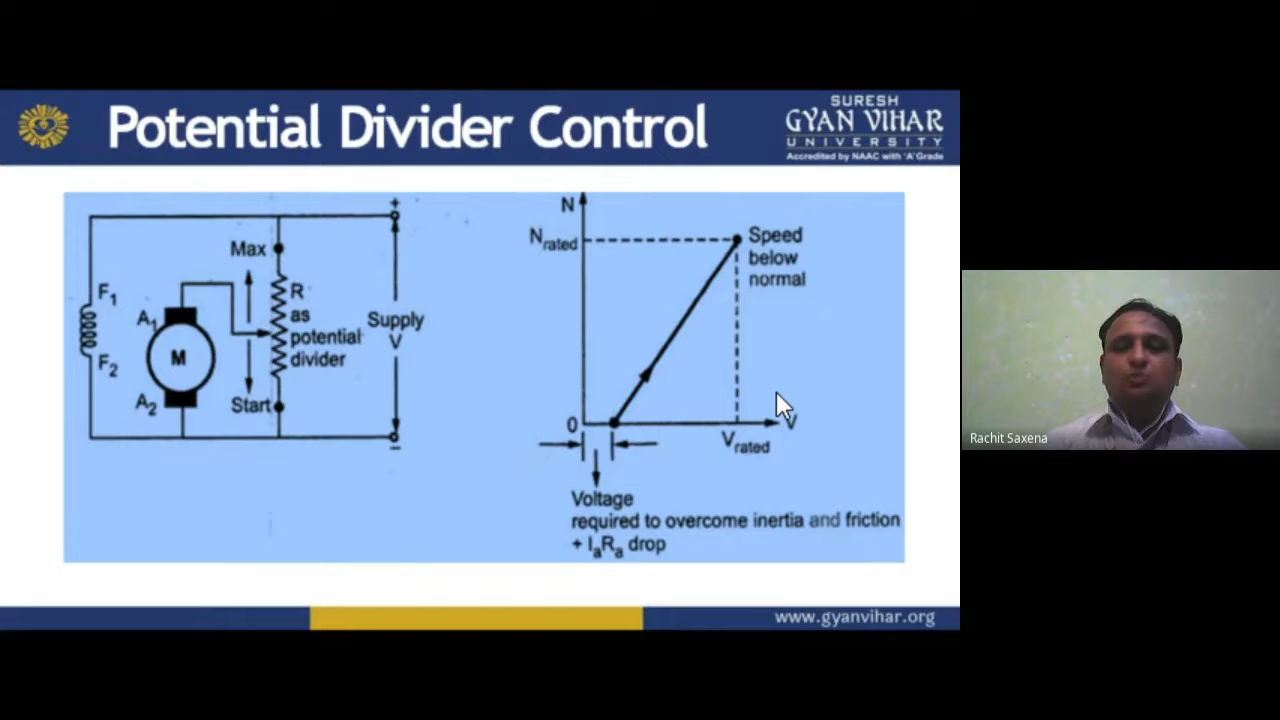 Potential Divider Control
SURESH
GYAN VIHAR
UNIVERSITY
Accredited by NAAC with 'A' Grade
+
Max
F1
R
as
potential
divider
A1
M
F2
A2
Start
Supply
V
–
N
Nrated
Speed
below
normal
0
Vrated
V
Voltage
required to overcome inertia and friction
+ IaRa drop
Rachit Saxena
www.gyanvihar.org